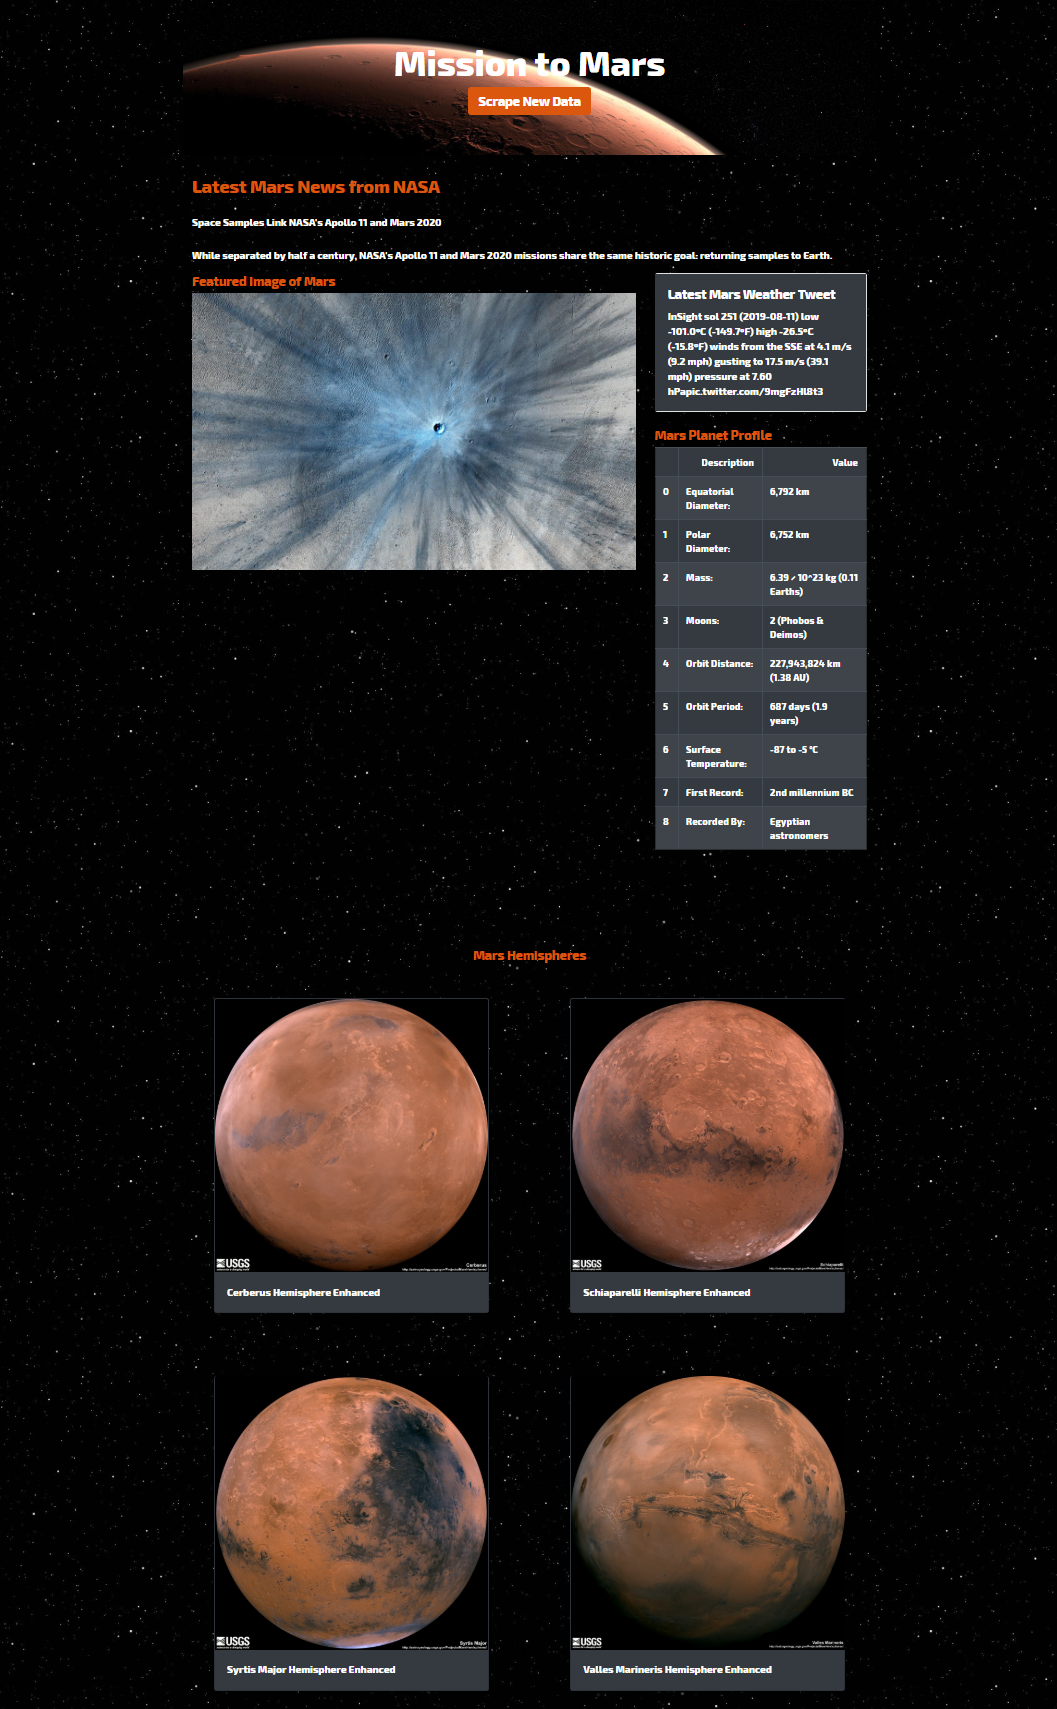 Mission to Mars
Scrape New Data
Latest Mars News from NASA
Space Samples Link NASA's Apollo 11 and Mars 2020
While separated by half a century, NASA's Apollo 11 and Mars 2020 missions share the same historic goal: returning samples to Earth.
Featured Image of Mars
Latest Mars Weather Tweet
InSight sol 251 (2019-08-11) low
-101.0ºC (-149.7ºF) high -26.5ºC
(-15.8ºF) winds from the SSE at 4.1 m/s
(9.2 mph) gusting to 17.5 m/s (39.1
mph) pressure at 7.60
hPapic.twitter.com/9mgFzHl8t3
Mars Planet Profile
Description Value
0 Equatorial Diameter: 6,792 km
1 Polar Diameter: 6,752 km
2 Mass: 6.39 × 10^23 kg (0.11 Earths)
3 Moons: 2 (Phobos & Deimos)
4 Orbit Distance: 227,943,824 km (1.38 AU)
5 Orbit Period: 687 days (1.9 years)
6 Surface Temperature: -87 to -5 °C
7 First Record: 2nd millennium BC
8 Recorded By: Egyptian astronomers
Mars Hemispheres
USGS
Cerberus
Cerberus Hemisphere Enhanced
USGS
Schiaparelli
Schiaparelli Hemisphere Enhanced
USGS
Syrtis Major
Syrtis Major Hemisphere Enhanced
USGS
Valles Marineris
Valles Marineris Hemisphere Enhanced